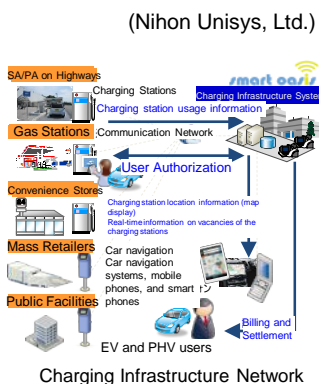 (Nihon Unisys, Ltd.)
SA/PA on Highways
Charging Stations
smart oasis
Charging Infrastructure System
Charging station usage information
Gas Stations
Communication Network
User Authorization
Convenience Stores
Charging station location information (map
display)
Real-time information on vacancies of the
charging stations
Mass Retailers
Car navigation
Car navigation
systems, mobile
phones, and smart
phones
Public Facilities
Billing and
Settlement
EV and PHV users
Charging Infrastructure Network